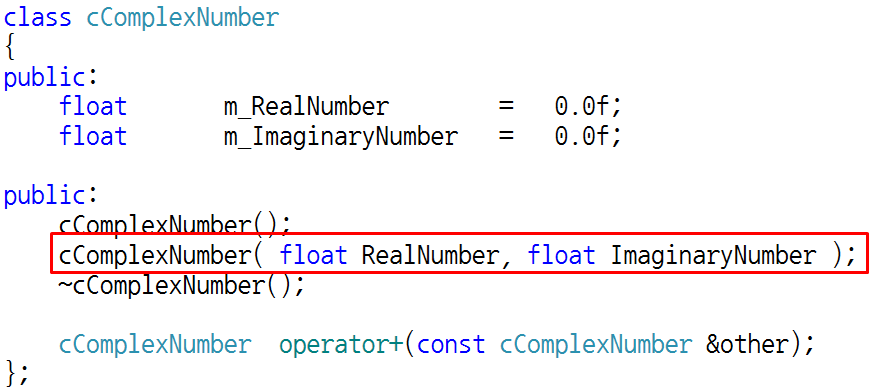 class cComplexNumber
{
public:
    float       m_RealNumber        =   0.0f;
    float       m_ImaginaryNumber   =   0.0f;
public:
    cComplexNumber();
    cComplexNumber( float RealNumber, float ImaginaryNumber );
    ~cComplexNumber();
    cComplexNumber  operator+(const cComplexNumber &other);
};